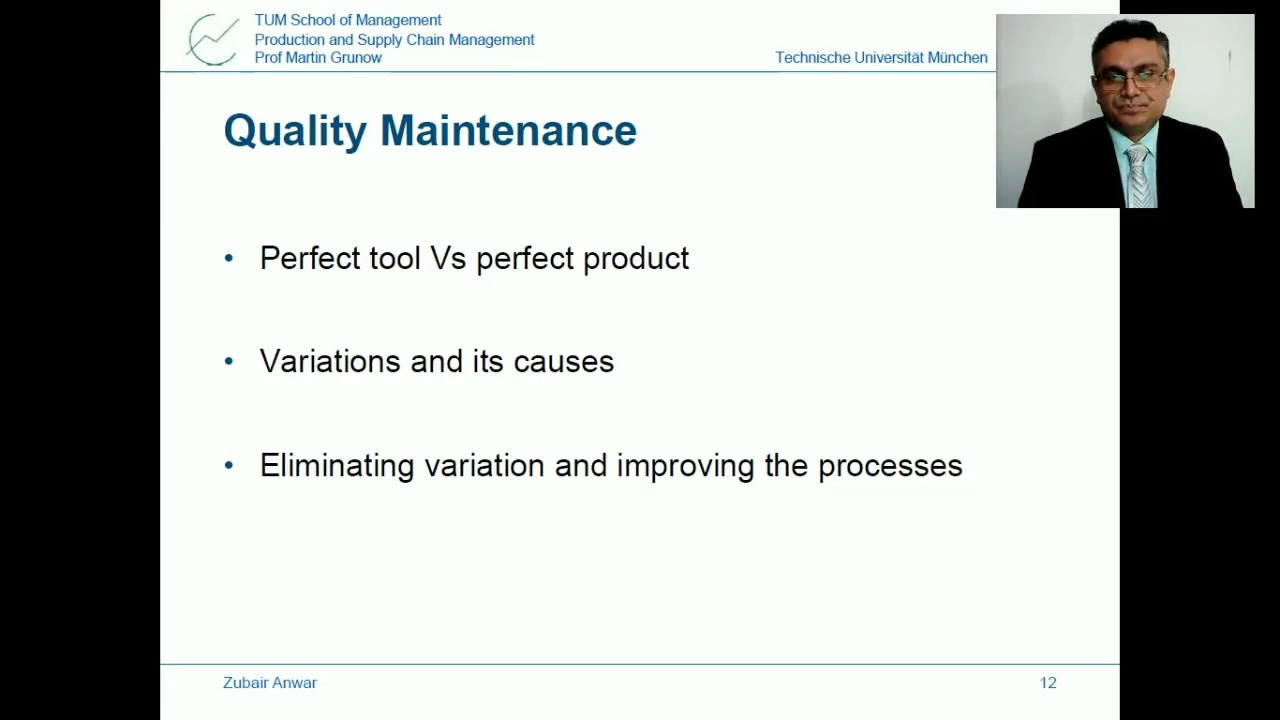 TUM School of Management
Production and Supply Chain Management
Prof Martin Grunow
Technische Universität München
Quality Maintenance
• Perfect tool Vs perfect product
• Variations and its causes
• Eliminating variation and improving the processes
Zubair Anwar
12